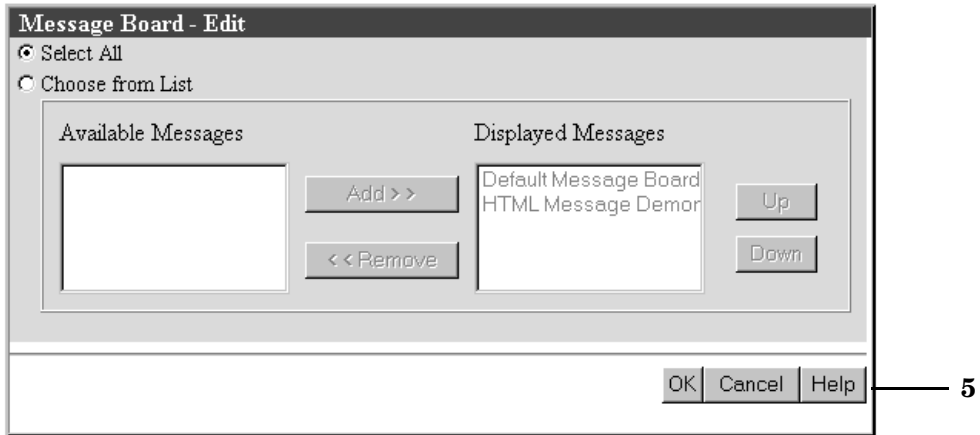 Message Board - Edit
Select All
Choose from List
Available Messages
Displayed Messages
Add > >
< < Remove
Default Message Board
HTML Message Demor
Up
Down
OK
Cancel
Help
5